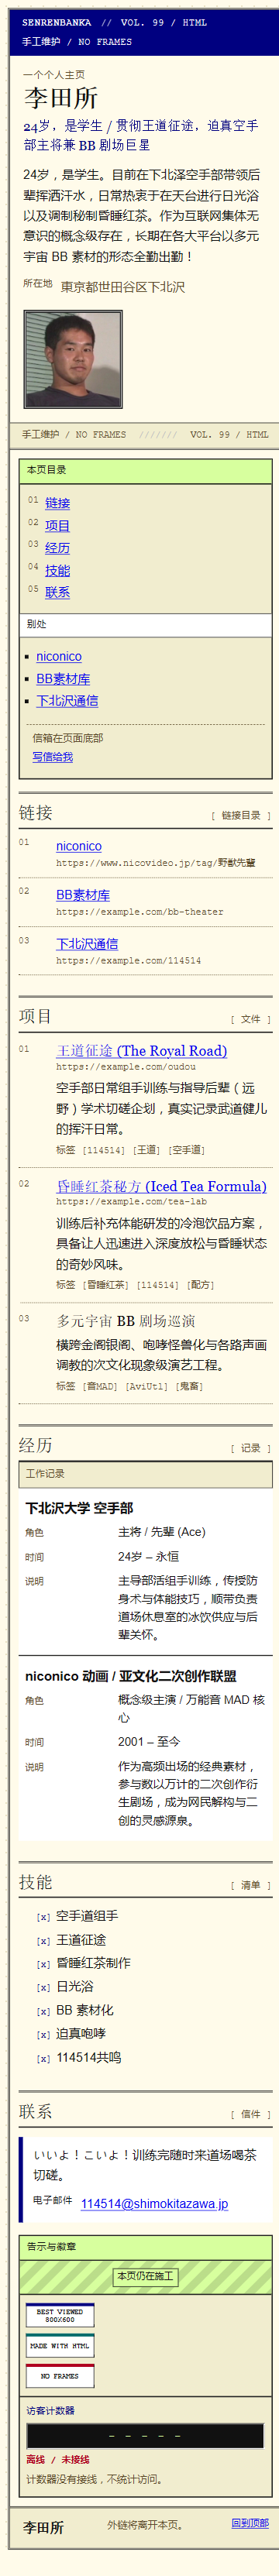 SENRENBANKA // VOL. 99 / HTML
手工维护 / NO FRAMES
一个个人主页
李田所
24岁，是学生 / 贯彻王道征途，迫真空手
部主将兼 BB 剧场巨星
24岁，是学生。目前在下北泽空手部带领后
辈挥洒汗水，日常热衷于在天台进行日光浴
以及调制秘制昏睡红茶。作为互联网集体无
意识的概念级存在，长期在各大平台以多元
宇宙 BB 素材的形态全勤出勤！
所在地 東京都世田谷区下北沢
手工维护 / NO FRAMES /////// VOL. 99 / HTML
本页目录
01 链接
02 项目
03 经历
04 技能
05 联系
别处
niconico
BB素材库
下北沢通信
信箱在页面底部
写信给我
链接 [ 链接目录 ]
01 niconico
https://www.nicovideo.jp/tag/野獣先輩
02 BB素材库
https://example.com/bb-theater
03 下北沢通信
https://example.com/114514
项目 [ 文件 ]
01 王道征途 (The Royal Road)
https://example.com/oudou
空手部日常组手训练与指导后辈（远
野）学术切磋企划，真实记录武道健儿
的挥汗日常。
标签 [114514] [王道] [空手道]
02 昏睡红茶秘方 (Iced Tea Formula)
https://example.com/tea-lab
训练后补充体能研发的冷泡饮品方案，
具备让人迅速进入深度放松与昏睡状态
的奇妙风味。
标签 [昏睡红茶] [114514] [配方]
03 多元宇宙 BB 剧场巡演
横跨金阁银阁、咆哮怪兽化与各路声画
调教的次文化现象级演艺工程。
标签 [音MAD] [AviUtl] [鬼畜]
经历 [ 记录 ]
工作记录
下北沢大学 空手部
角色 主将 / 先輩 (Ace)
时间 24岁 – 永恒
说明 主导部活组手训练，传授防
身术与体能技巧，顺带负责
道场休息室的冰饮供应与后
辈关怀。
niconico 动画 / 亚文化二次创作联盟
角色 概念级主演 / 万能音 MAD 核
心
时间 2001 – 至今
说明 作为高频出场的经典素材，
参与数以万计的二次创作衍
生剧场，成为网民解构与二
创的灵感源泉。
技能 [ 清单 ]
[x] 空手道组手
[x] 王道征途
[x] 昏睡红茶制作
[x] 日光浴
[x] BB 素材化
[x] 迫真咆哮
[x] 114514共鸣
联系 [ 信件 ]
いいよ！こいよ！训练完随时来道场喝茶
切磋。
电子邮件 114514@shimokitazawa.jp
告示与徽章
本页仍在施工
BEST VIEWED
800X600
MADE WITH HTML
NO FRAMES
访客计数器
– – – – –
离线 / 未接线
计数器没有接线，不统计访问。
李田所 外链将离开本页。 回到顶部